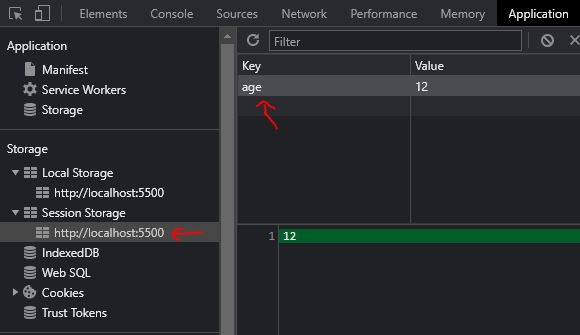 Elements Console Sources Network Performance Memory Application
Application
Manifest
Service Workers
Storage
Storage
Local Storage
http://localhost:5500
Session Storage
http://localhost:5500
IndexedDB
Web SQL
Cookies
Trust Tokens
Filter
Key Value
age 12
1 12